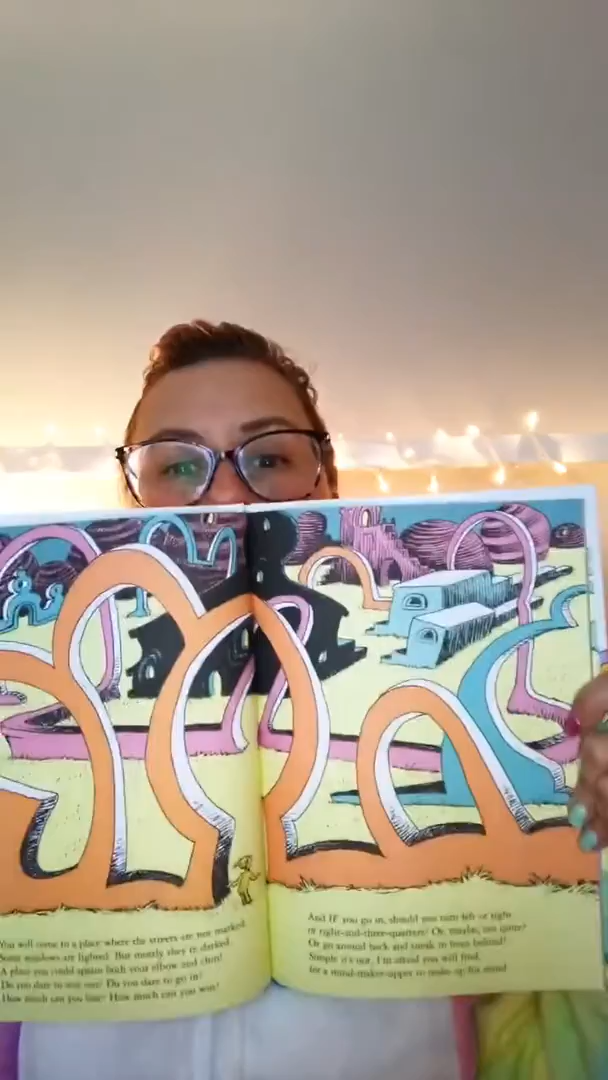 You will come to a place where the streets are not marked.
Some windows are lighted. But mostly they're darked.
A place you could sprain both your elbow and chin!
Do you dare to stay out? Do you dare to go in?
How much can you lose? How much can you win?
And IF you go in, should you turn left or right...
or right-and-three-quarters? Or, maybe, not quite?
Or go around back and sneak in from behind?
Simple it's not, I'm afraid you will find,
for a mind-maker-upper to make up his mind.